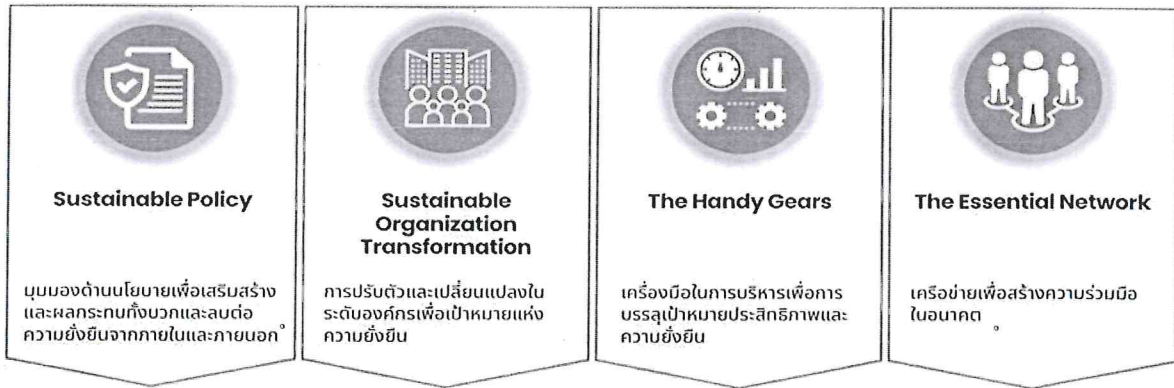 Sustainable Policy
มุมมองด้านนโยบายเพื่อเสริมสร้าง
และผลกระทบทั้งบวกและลบต่อ
ความยั่งยืนจากภายในและภายนอก
Sustainable
Organization
Transformation
การปรับตัวและเปลี่ยนแปลงใน
ระดับองค์กรเพื่อเป้าหมายแห่ง
ความยั่งยืน
The Handy Gears
เครื่องมือในการบริหารเพื่อการ
บรรลุเป้าหมายประสิทธิภาพและ
ความยั่งยืน
The Essential Network
เครือข่ายเพื่อสร้างความร่วมมือ
ในอนาคต